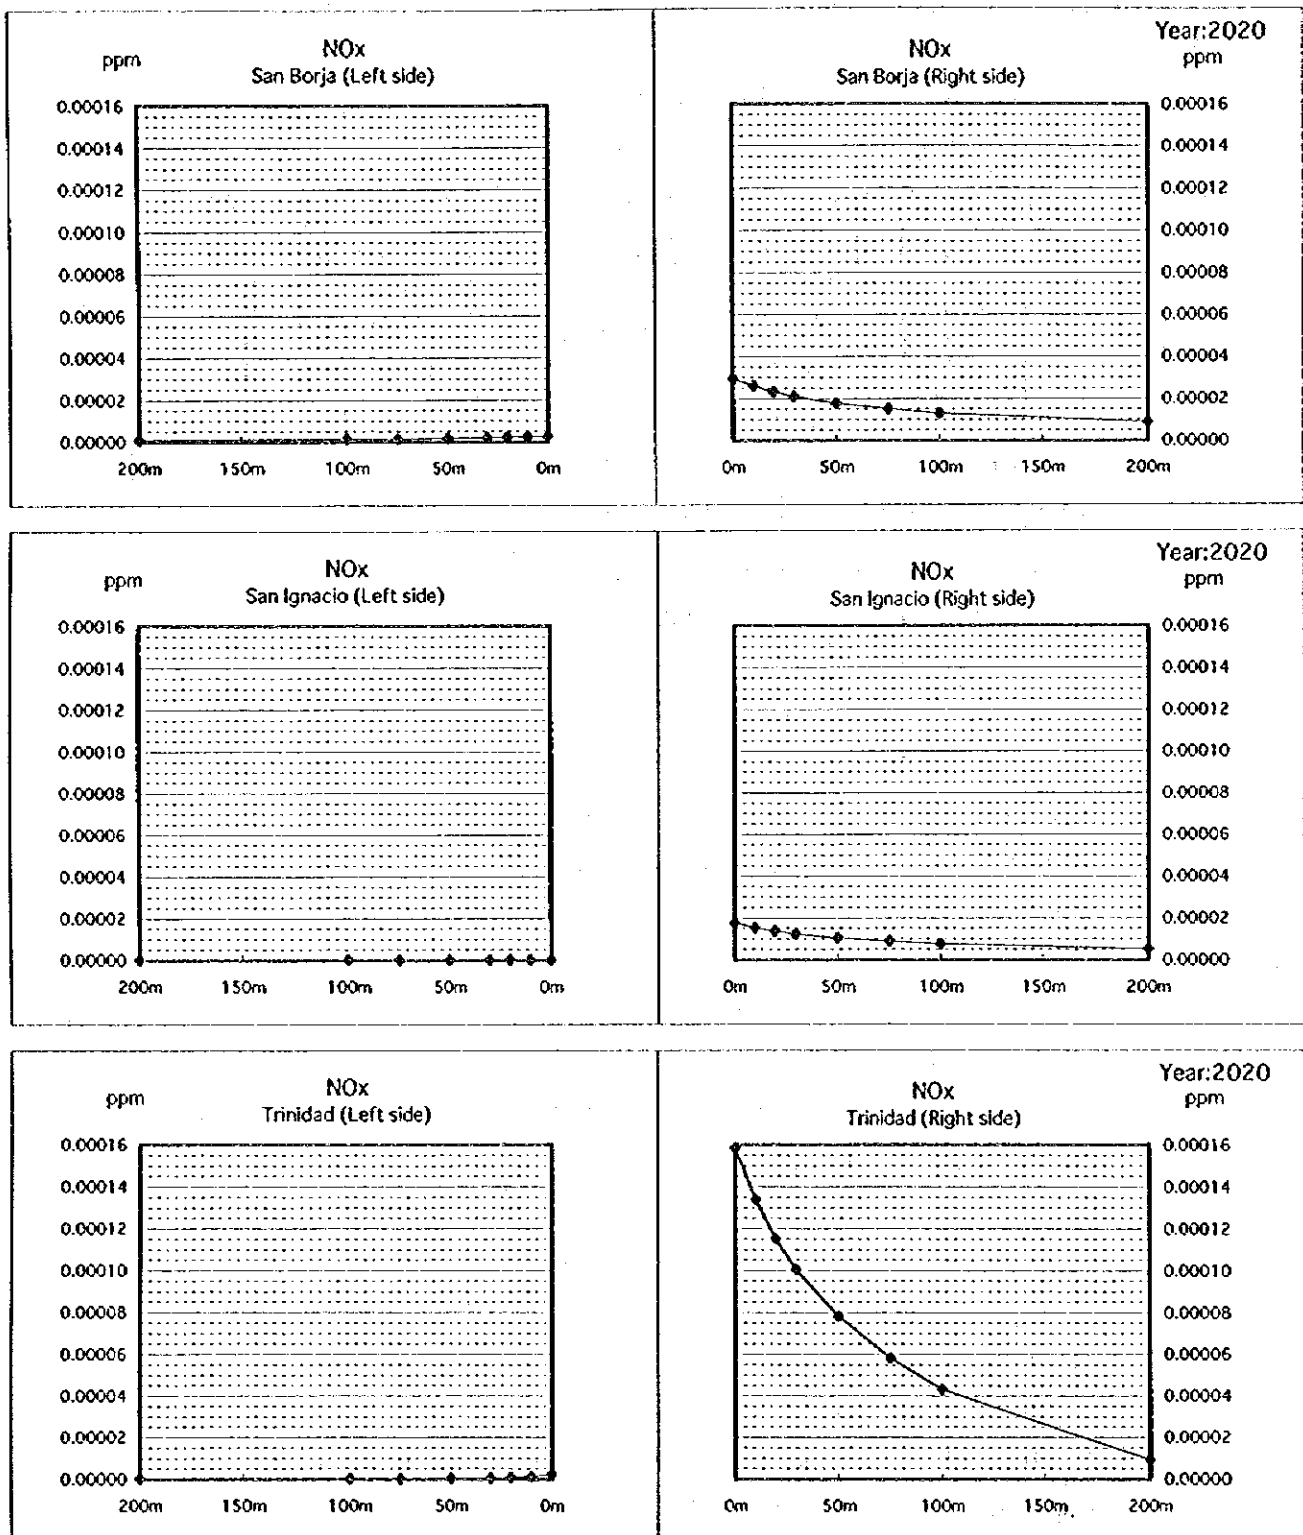 Year:2020
ppm
NOx
San Borja (Left side)
0.00016
0.00014
0.00012
0.00010
0.00008
0.00006
0.00004
0.00002
0.00000
200m 150m 100m 50m 0m
NOx
San Borja (Right side)
ppm
0.00016
0.00014
0.00012
0.00010
0.00008
0.00006
0.00004
0.00002
0.00000
0m 50m 100m 150m 200m
Year:2020
ppm
NOx
San Ignacio (Left side)
0.00016
0.00014
0.00012
0.00010
0.00008
0.00006
0.00004
0.00002
0.00000
200m 150m 100m 50m 0m
NOx
San Ignacio (Right side)
ppm
0.00016
0.00014
0.00012
0.00010
0.00008
0.00006
0.00004
0.00002
0.00000
0m 50m 100m 150m 200m
Year:2020
ppm
NOx
Trinidad (Left side)
0.00016
0.00014
0.00012
0.00010
0.00008
0.00006
0.00004
0.00002
0.00000
200m 150m 100m 50m 0m
NOx
Trinidad (Right side)
ppm
0.00016
0.00014
0.00012
0.00010
0.00008
0.00006
0.00004
0.00002
0.00000
0m 50m 100m 150m 200m